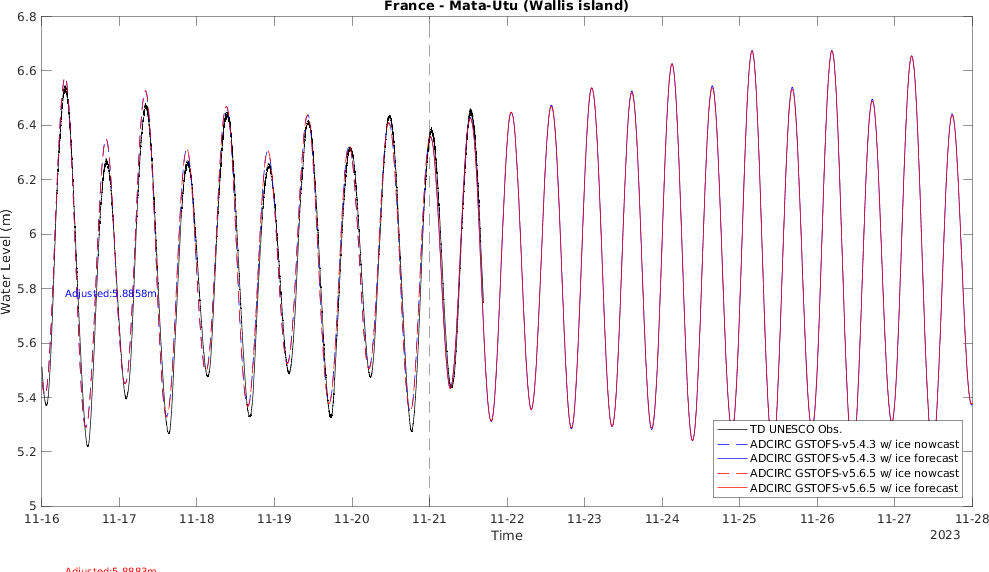 France - Mata-Utu (Wallis island)
6.8
6.6
6.4
6.2
6
5.8
5.6
5.4
5.2
5
Water Level (m)
Adjusted:5.8858m
TD UNESCO Obs.
ADCIRC GSTOFS-v5.4.3 w/ ice nowcast
ADCIRC GSTOFS-v5.4.3 w/ ice forecast
ADCIRC GSTOFS-v5.6.5 w/ ice nowcast
ADCIRC GSTOFS-v5.6.5 w/ ice forecast
11-16 11-17 11-18 11-19 11-20 11-21 11-22 11-23 11-24 11-25 11-26 11-27 11-28
Time
2023
Adjusted:5.8883m